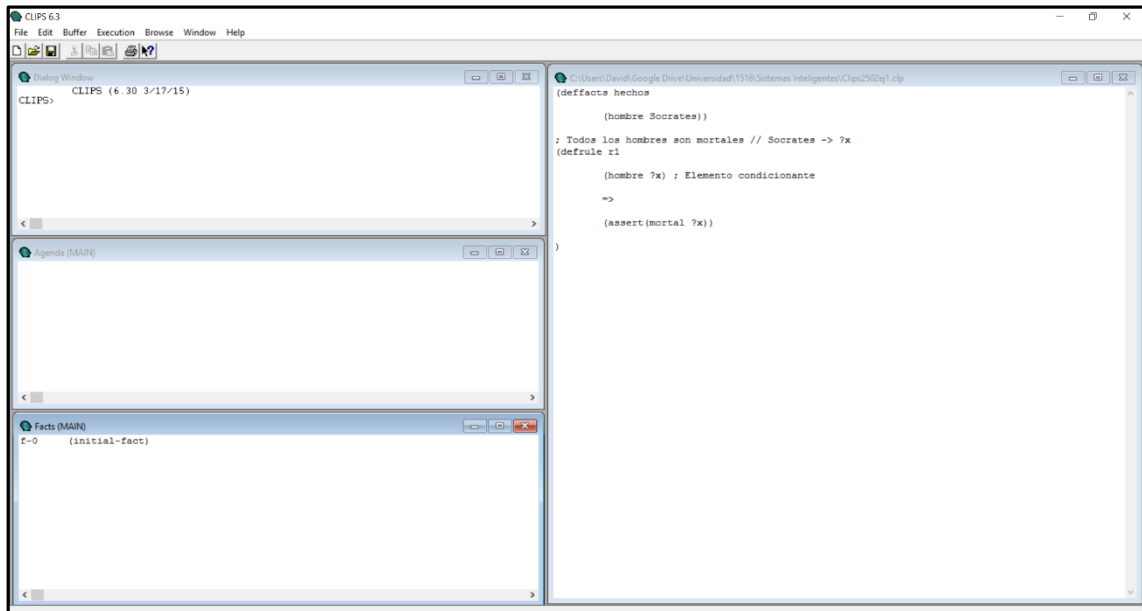 CLIPS 6.3
File Edit Buffer Execution Browse Window Help
Dialog Window
CLIPS (6.30 3/17/15)
CLIPS>
Agenda (MAIN)
Facts (MAIN)
f-0 (initial-fact)
C:\Users\David\Google Drive\Universidad\1516\Sistemas Inteligentes\Clips2502ej1.clp
(deffacts hechos
(hombre Socrates))
; Todos los hombres son mortales // Socrates -> ?x
(defrule r1
(hombre ?x) ; Elemento condicionante
=>
(assert(mortal ?x))
)